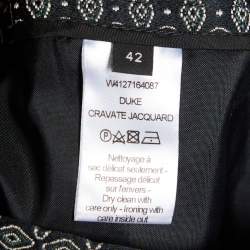 42
W4127164087
DUKE
CRAVATE JACQUARD
Nettoyage à
sec délicat seulement -
Repassage délicat
sur l'envers -
Dry clean with
care only - Ironing with
care inside out